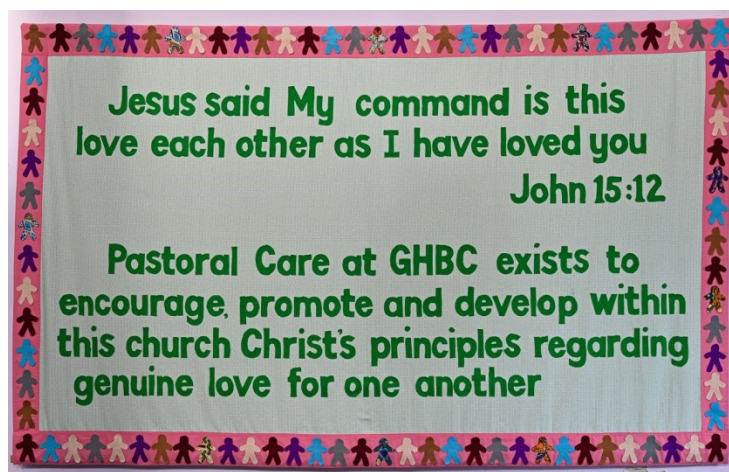 Jesus said My command is this
love each other as I have loved you
John 15:12
Pastoral Care at GHBC exists to
encourage, promote and develop within
this church Christ's principles regarding
genuine love for one another